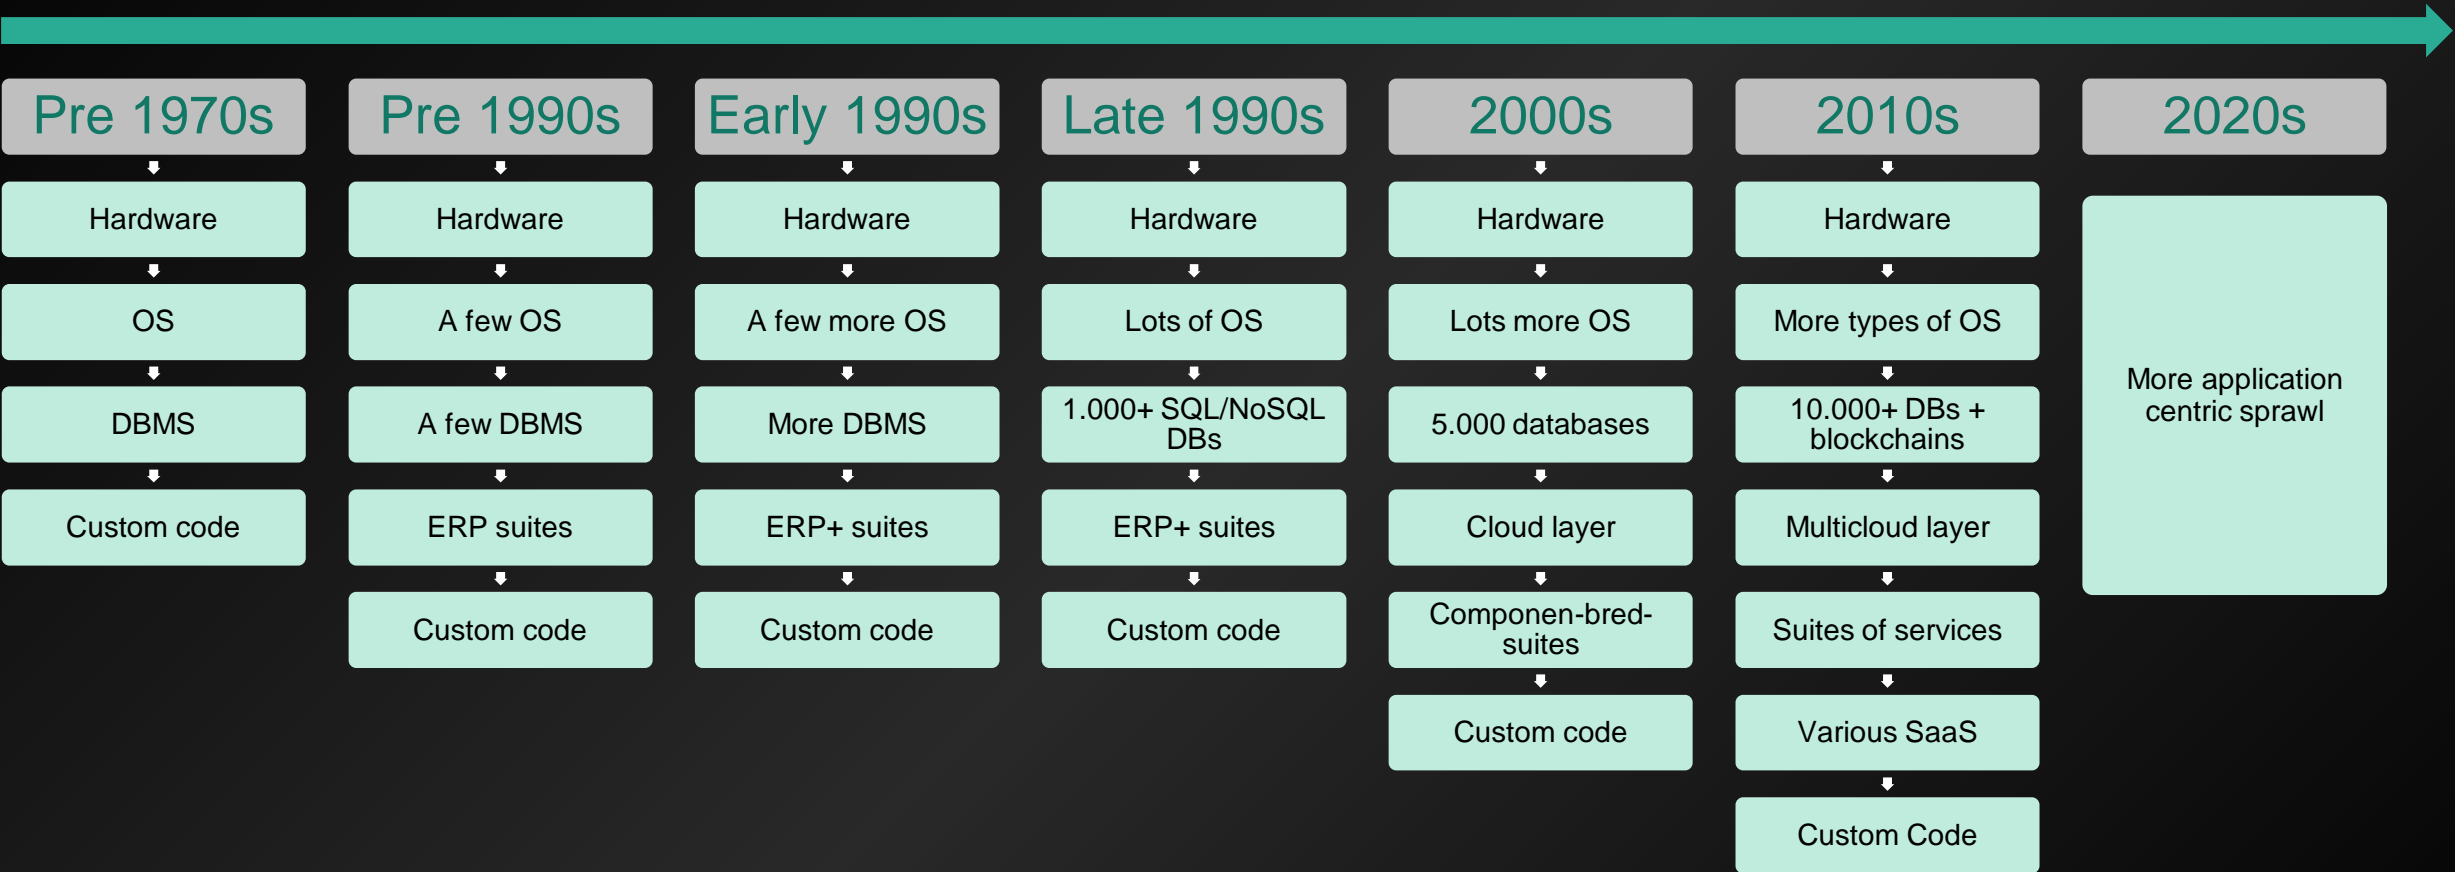 Pre 1970s
Hardware
OS
DBMS
Custom code
Pre 1990s
Hardware
A few OS
A few DBMS
ERP suites
Custom code
Early 1990s
Hardware
A few more OS
More DBMS
ERP+ suites
Custom code
Late 1990s
Hardware
Lots of OS
1.000+ SQL/NoSQL
DBs
ERP+ suites
Custom code
2000s
Hardware
Lots more OS
5.000 databases
Cloud layer
Componen-bred-
suites
Custom code
2010s
Hardware
More types of OS
10.000+ DBs +
blockchains
Multicloud layer
Suites of services
Various SaaS
Custom Code
2020s
More application
centric sprawl